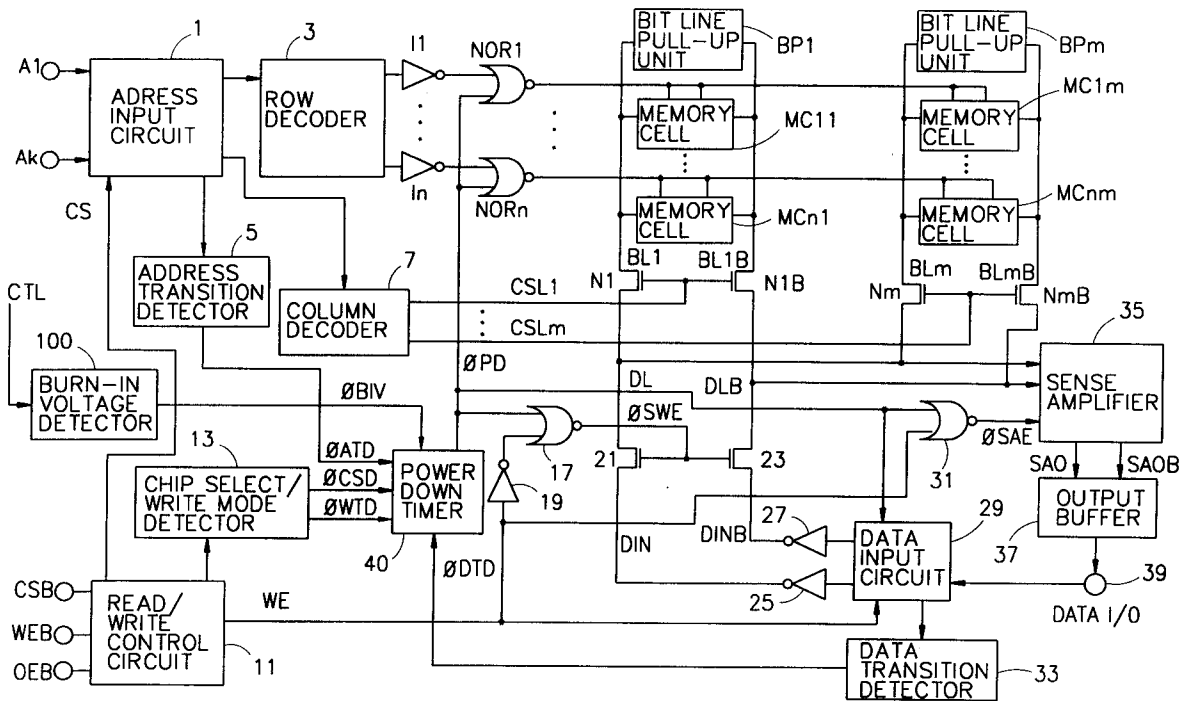 BIT LINE
PULL-UP
UNIT
BP1
BIT LINE
PULL-UP
UNIT
BPm
1
3
I1
NOR1
A1
ADRESS
INPUT
CIRCUIT
ROW
DECODER
MEMORY
CELL
MC11
MEMORY
CELL
MC1m
Ak
In
NORn
CS
MEMORY
CELL
MCn1
MEMORY
CELL
MCnm
5
ADDRESS
TRANSITION
DETECTOR
7
COLUMN
DECODER
CSL1
CSLm
BL1
BL1B
N1
N1B
BLm
BLmB
Nm
NmB
CTL
100
BURN-IN
VOLTAGE
DETECTOR
ØBIV
ØPD
DL
DLB
35
SENSE
AMPLIFIER
ØSWE
ØSAE
13
CHIP SELECT/
WRITE MODE
DETECTOR
ØATD
ØCSD
ØWTD
POWER
DOWN
TIMER
40
17
19
21
23
31
SAO
SAOB
OUTPUT
BUFFER
37
ØDTD
DIN
DINB
27
25
DATA
INPUT
CIRCUIT
29
39
DATA I/O
CSB
WEB
OEB
READ/
WRITE
CONTROL
CIRCUIT
11
WE
DATA
TRANSITION
DETECTOR
33